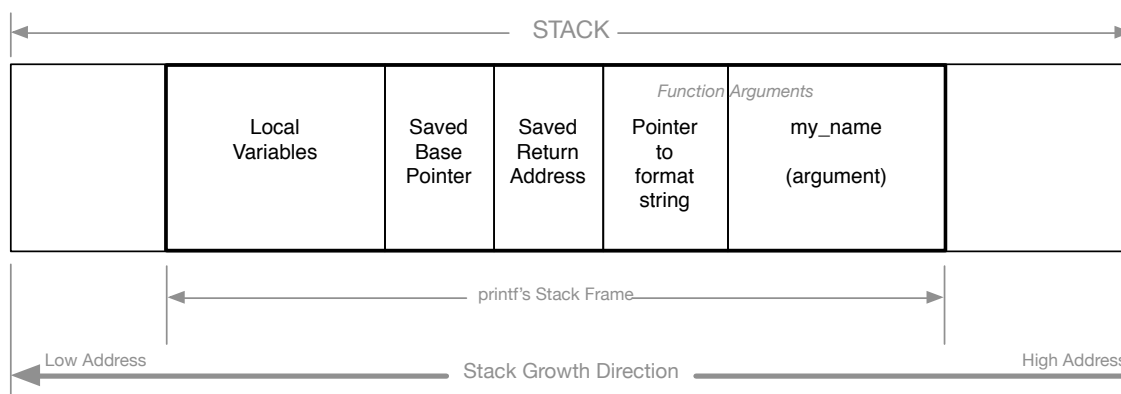 STACK
Function Arguments
Local
Variables
Saved
Base
Pointer
Saved
Return
Address
Pointer
to
format
string
my_name
(argument)
printf's Stack Frame
Low Address
Stack Growth Direction
High Address